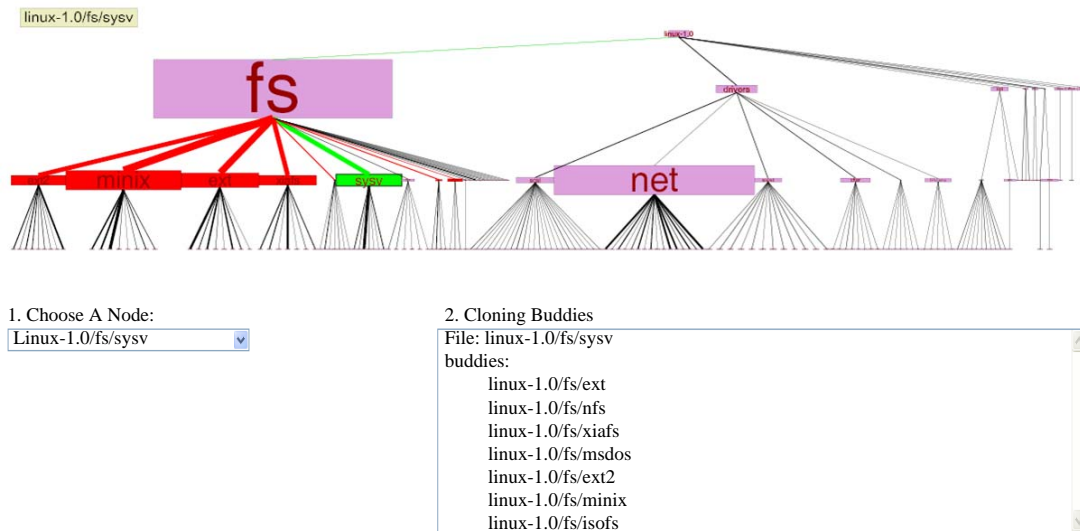 linux-1.0/fs/sysv
linux-1.0
fs
drivers
ext2
minix
ext
xiafs
sysv
net
1. Choose A Node:
Linux-1.0/fs/sysv
2. Cloning Buddies
File: linux-1.0/fs/sysv
buddies:
linux-1.0/fs/ext
linux-1.0/fs/nfs
linux-1.0/fs/xiafs
linux-1.0/fs/msdos
linux-1.0/fs/ext2
linux-1.0/fs/minix
linux-1.0/fs/isofs